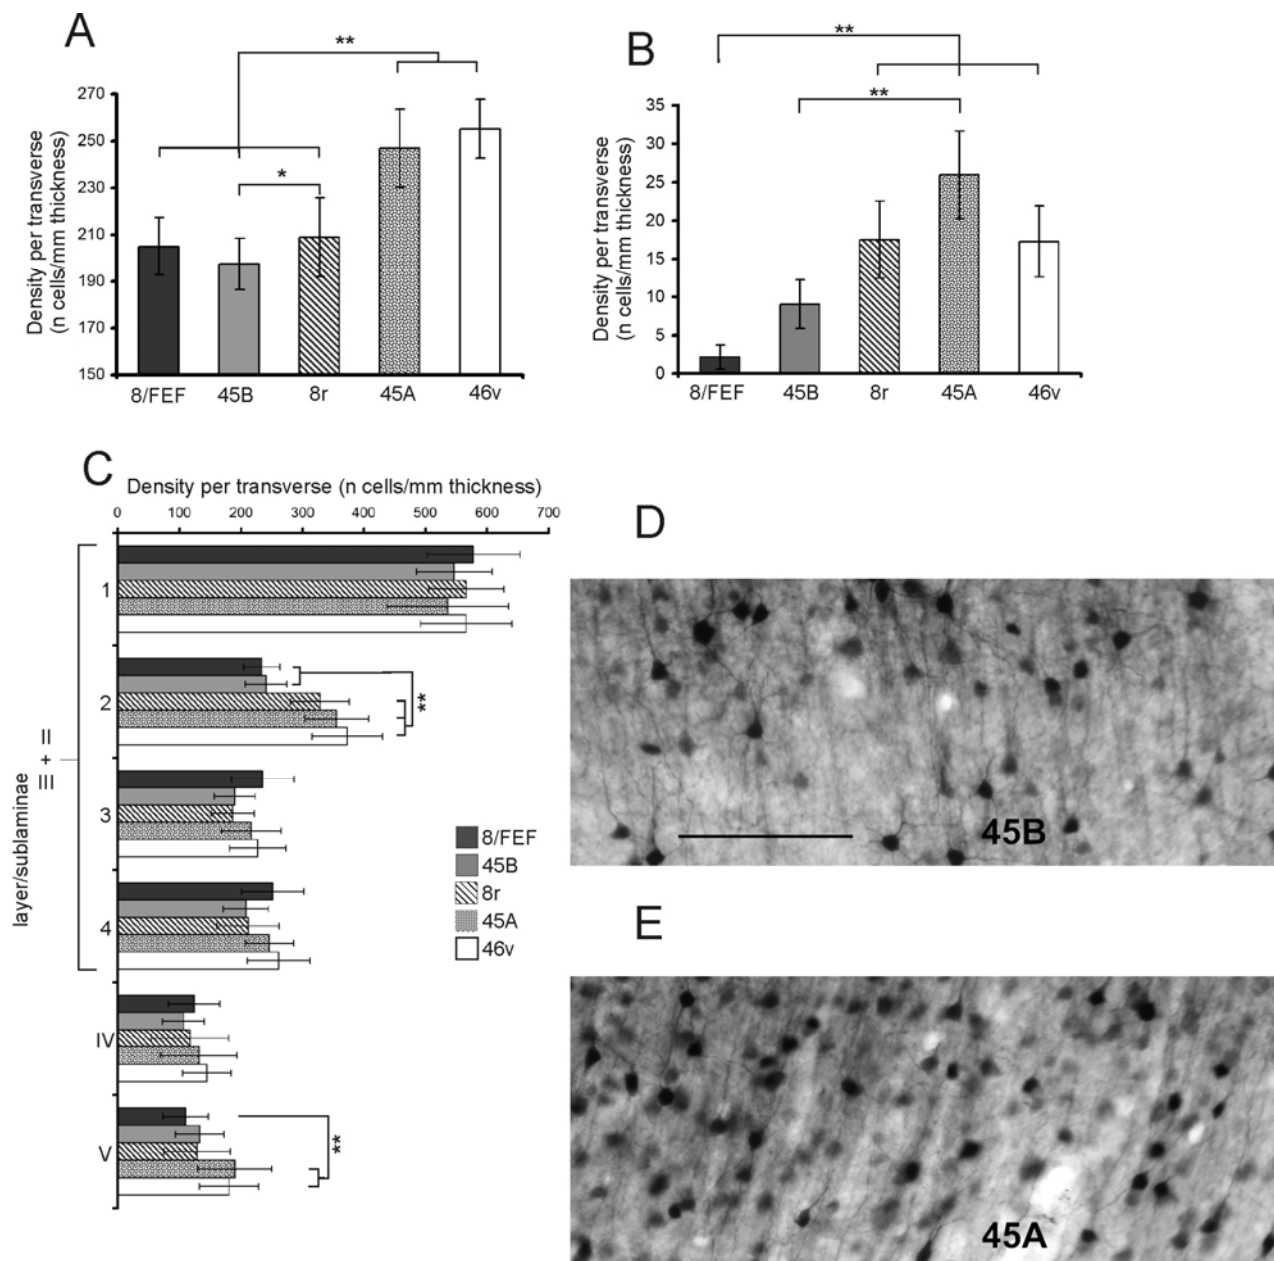 A
**
270
250
230
210
190
170
150
Density per transverse
(n cells/mm thickness)
*
8/FEF 45B 8r 45A 46v
B
**
**
35
30
25
20
15
10
5
0
Density per transverse
(n cells/mm thickness)
8/FEF 45B 8r 45A 46v
C
Density per transverse (n cells/mm thickness)
0 100 200 300 400 500 600 700
layer/sublaminae
III + II
1
2
**
3
4
IV
V
**
8/FEF
45B
8r
45A
46v
D
45B
E
45A